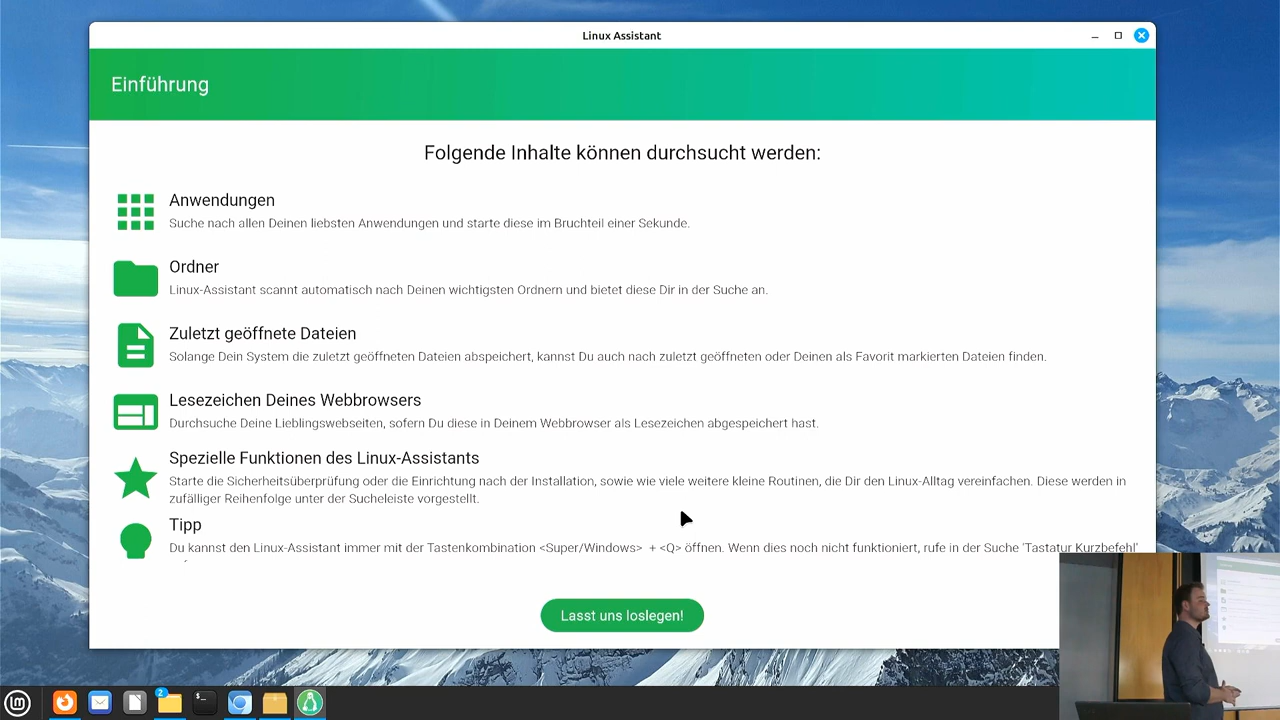 Linux Assistant
Einführung
Folgende Inhalte können durchsucht werden:
Anwendungen
Suche nach allen Deinen liebsten Anwendungen und starte diese im Bruchteil einer Sekunde.
Ordner
Linux-Assistant scannt automatisch nach Deinen wichtigsten Ordnern und bietet diese Dir in der Suche an.
Zuletzt geöffnete Dateien
Solange Dein System die zuletzt geöffneten Dateien abspeichert, kannst Du auch nach zuletzt geöffneten oder Deinen als Favorit markierten Dateien finden.
Lesezeichen Deines Webbrowsers
Durchsuche Deine Lieblingswebseiten, sofern Du diese in Deinem Webbrowser als Lesezeichen abgespeichert hast.
Spezielle Funktionen des Linux-Assistants
Starte die Sicherheitsüberprüfung oder die Einrichtung nach der Installation, sowie wie viele weitere kleine Routinen, die Dir den Linux-Alltag vereinfachen. Diese werden in
zufälliger Reihenfolge unter der Sucheleiste vorgestellt.
Tipp
Du kannst den Linux-Assistant immer mit der Tastenkombination <Super/Windows> + <Q> öffnen. Wenn dies noch nicht funktioniert, rufe in der Suche 'Tastatur Kurzbefehl'
Lasst uns loslegen!
2